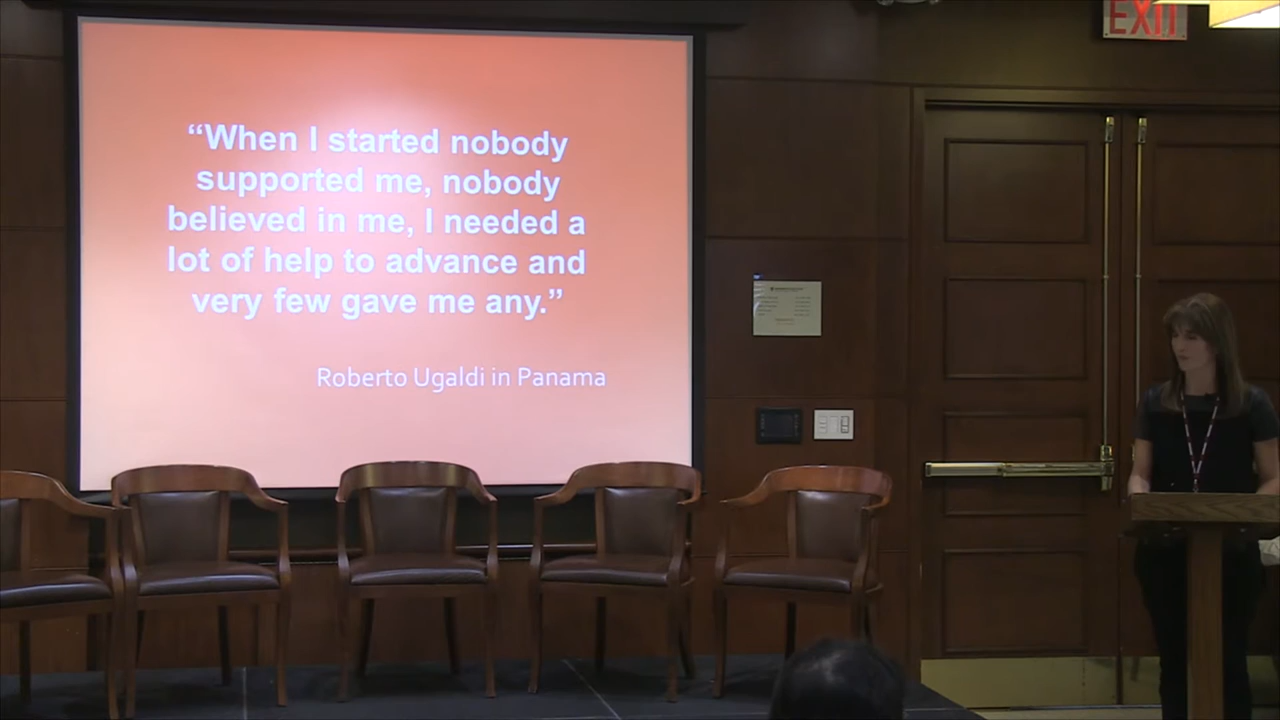 “When I started nobody
supported me, nobody
believed in me, I needed a
lot of help to advance and
very few gave me any.”
Roberto Ugaldi in Panama
EXIT